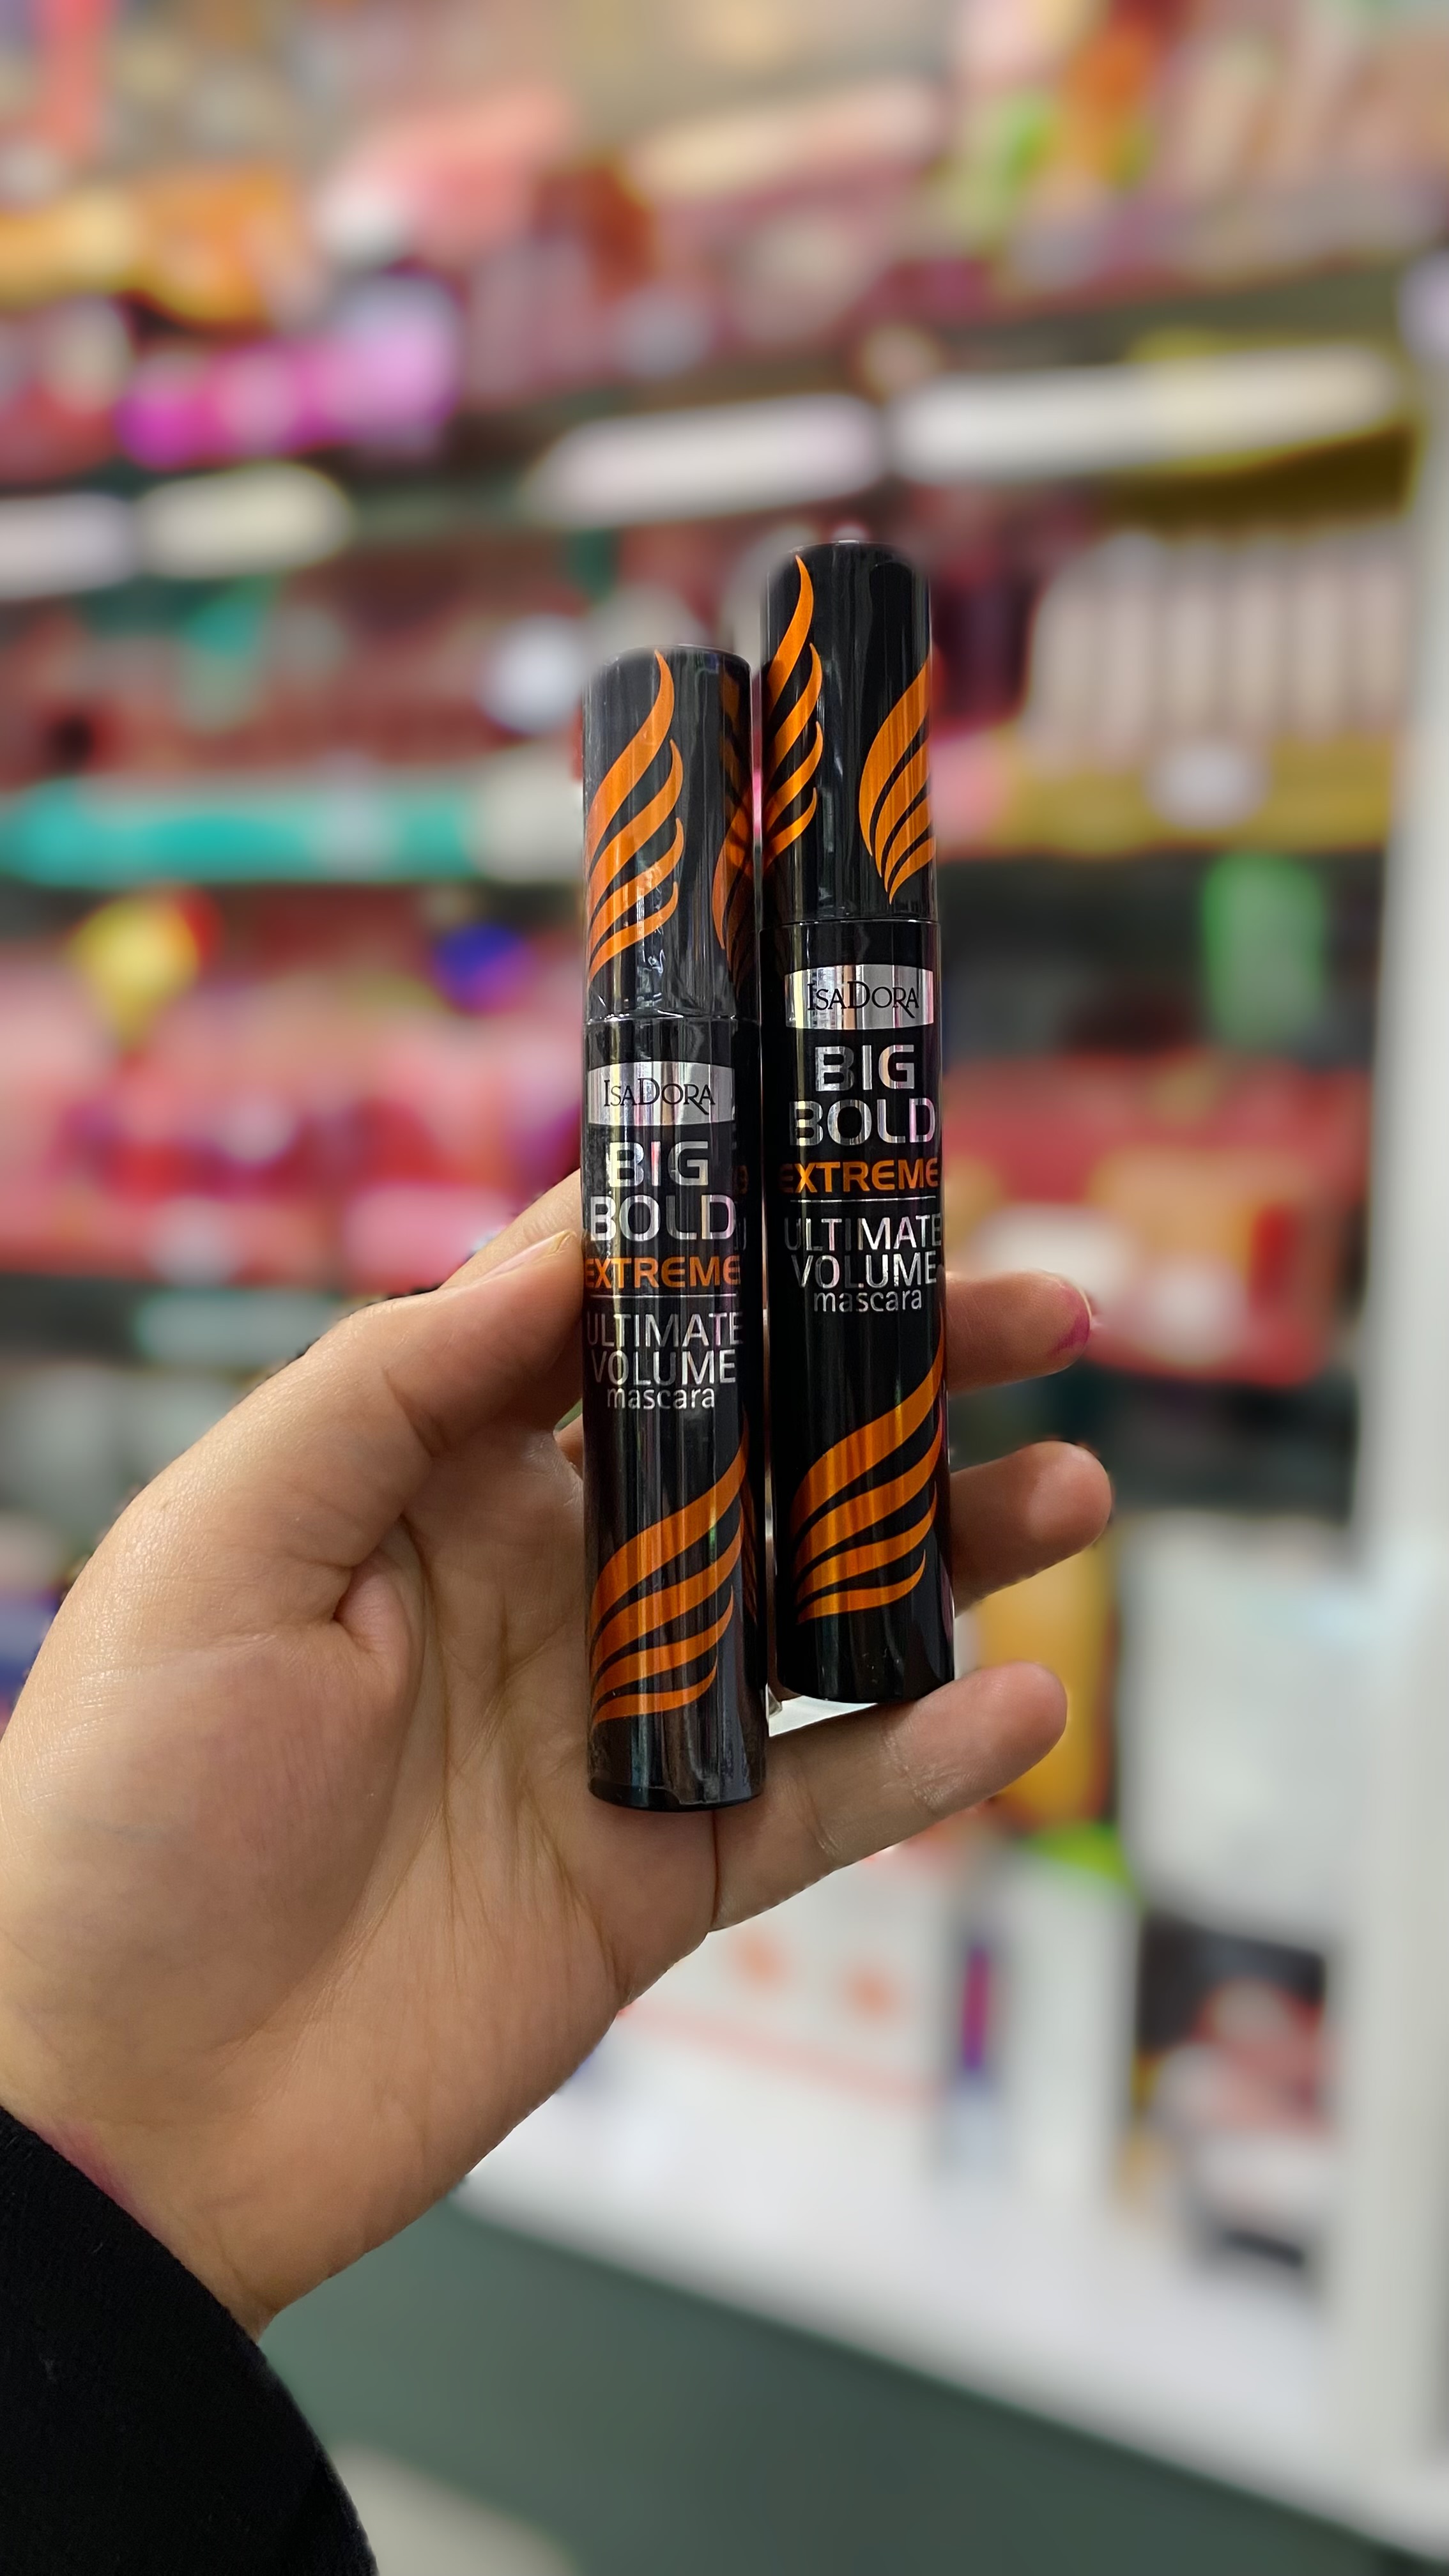 IsaDora
BIG
BOLD
EXTREME
ULTIMATE
VOLUME
mascara
IsaDora
BIG
BOLD
EXTREME
ULTIMATE
VOLUME
mascara